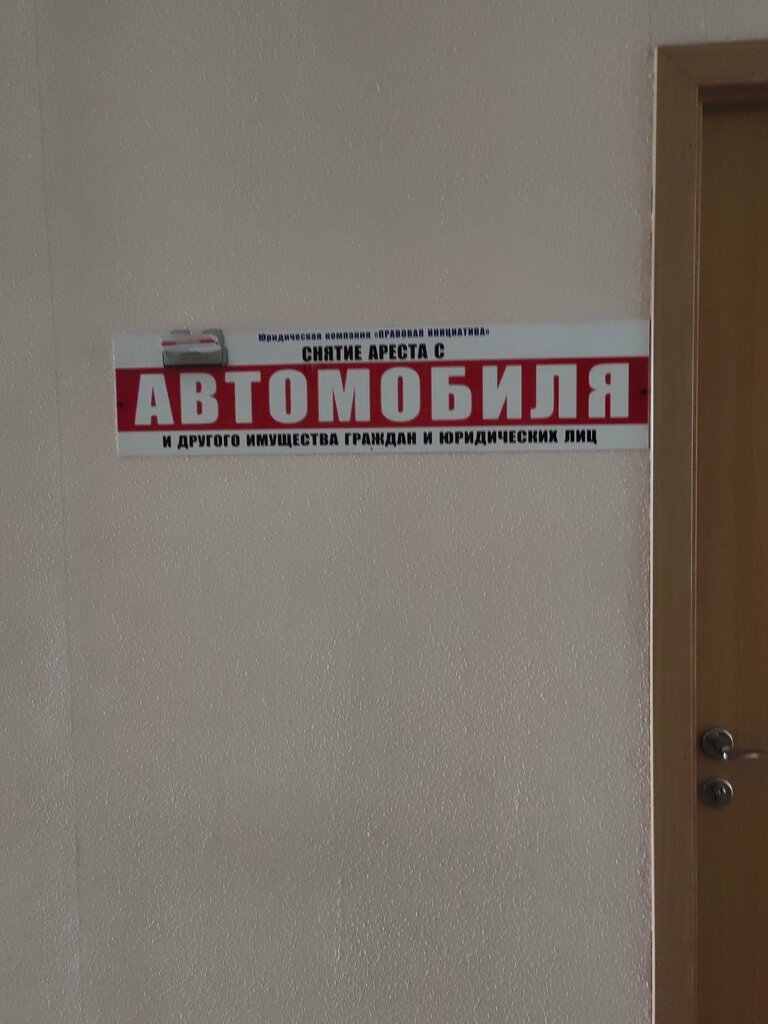 Юридическая компания «ПРАВОВАЯ ИНИЦИАТИВА»
СНЯТИЕ АРЕСТА С
АВТОМОБИЛЯ
И ДРУГОГО ИМУЩЕСТВА ГРАЖДАН И ЮРИДИЧЕСКИХ ЛИЦ